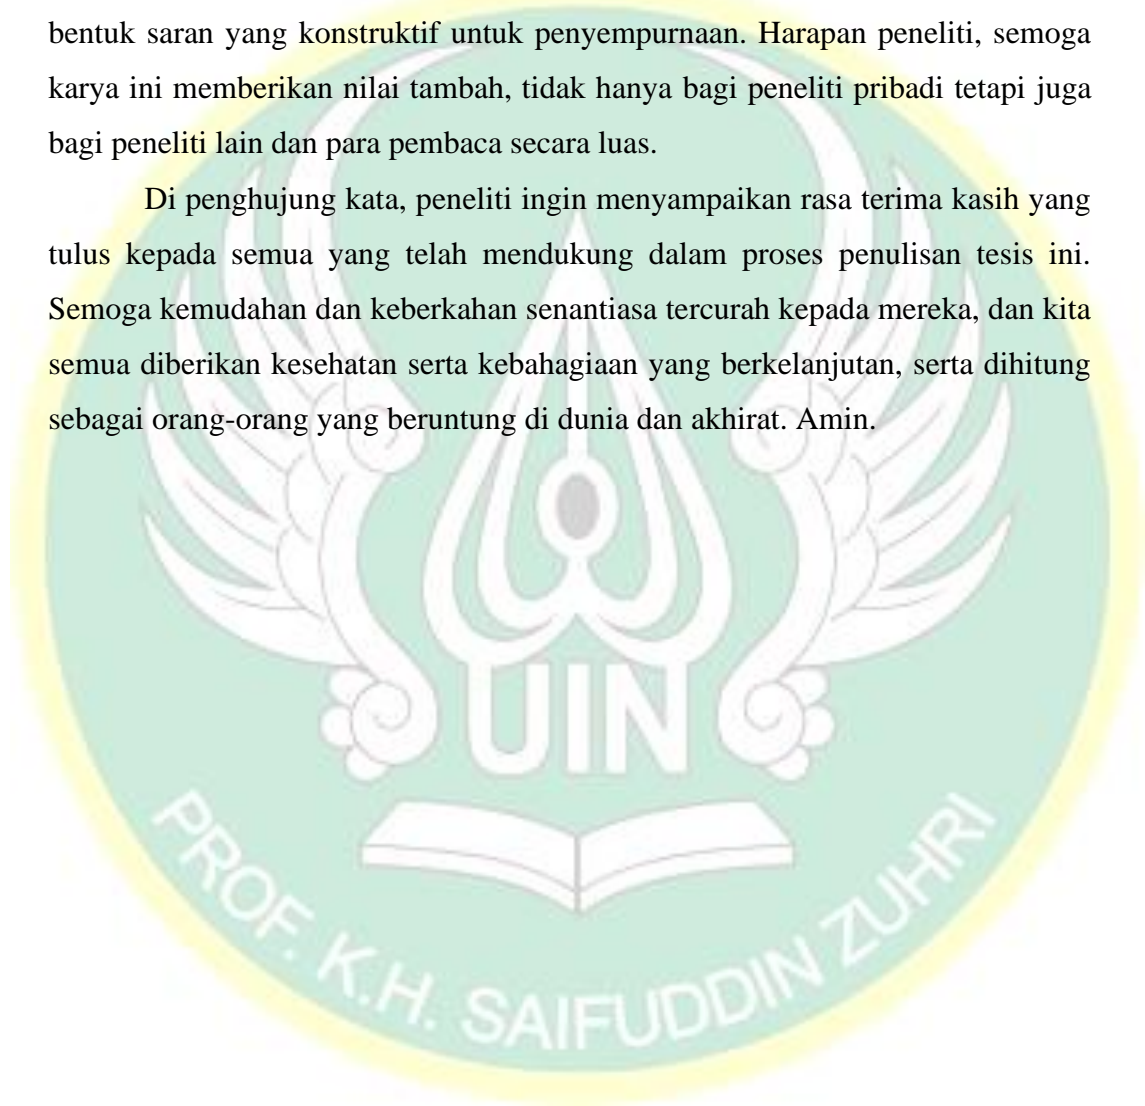 bentuk saran yang konstruktif untuk penyempurnaan. Harapan peneliti, semoga
karya ini memberikan nilai tambah, tidak hanya bagi peneliti pribadi tetapi juga
bagi peneliti lain dan para pembaca secara luas.
Di penghujung kata, peneliti ingin menyampaikan rasa terima kasih yang
tulus kepada semua yang telah mendukung dalam proses penulisan tesis ini.
Semoga kemudahan dan keberkahan senantiasa tercurah kepada mereka, dan kita
semua diberikan kesehatan serta kebahagiaan yang berkelanjutan, serta dihitung
sebagai orang-orang yang beruntung di dunia dan akhirat. Amin.
UIN
PROF. K.H. SAIFUDDIN ZUHRI